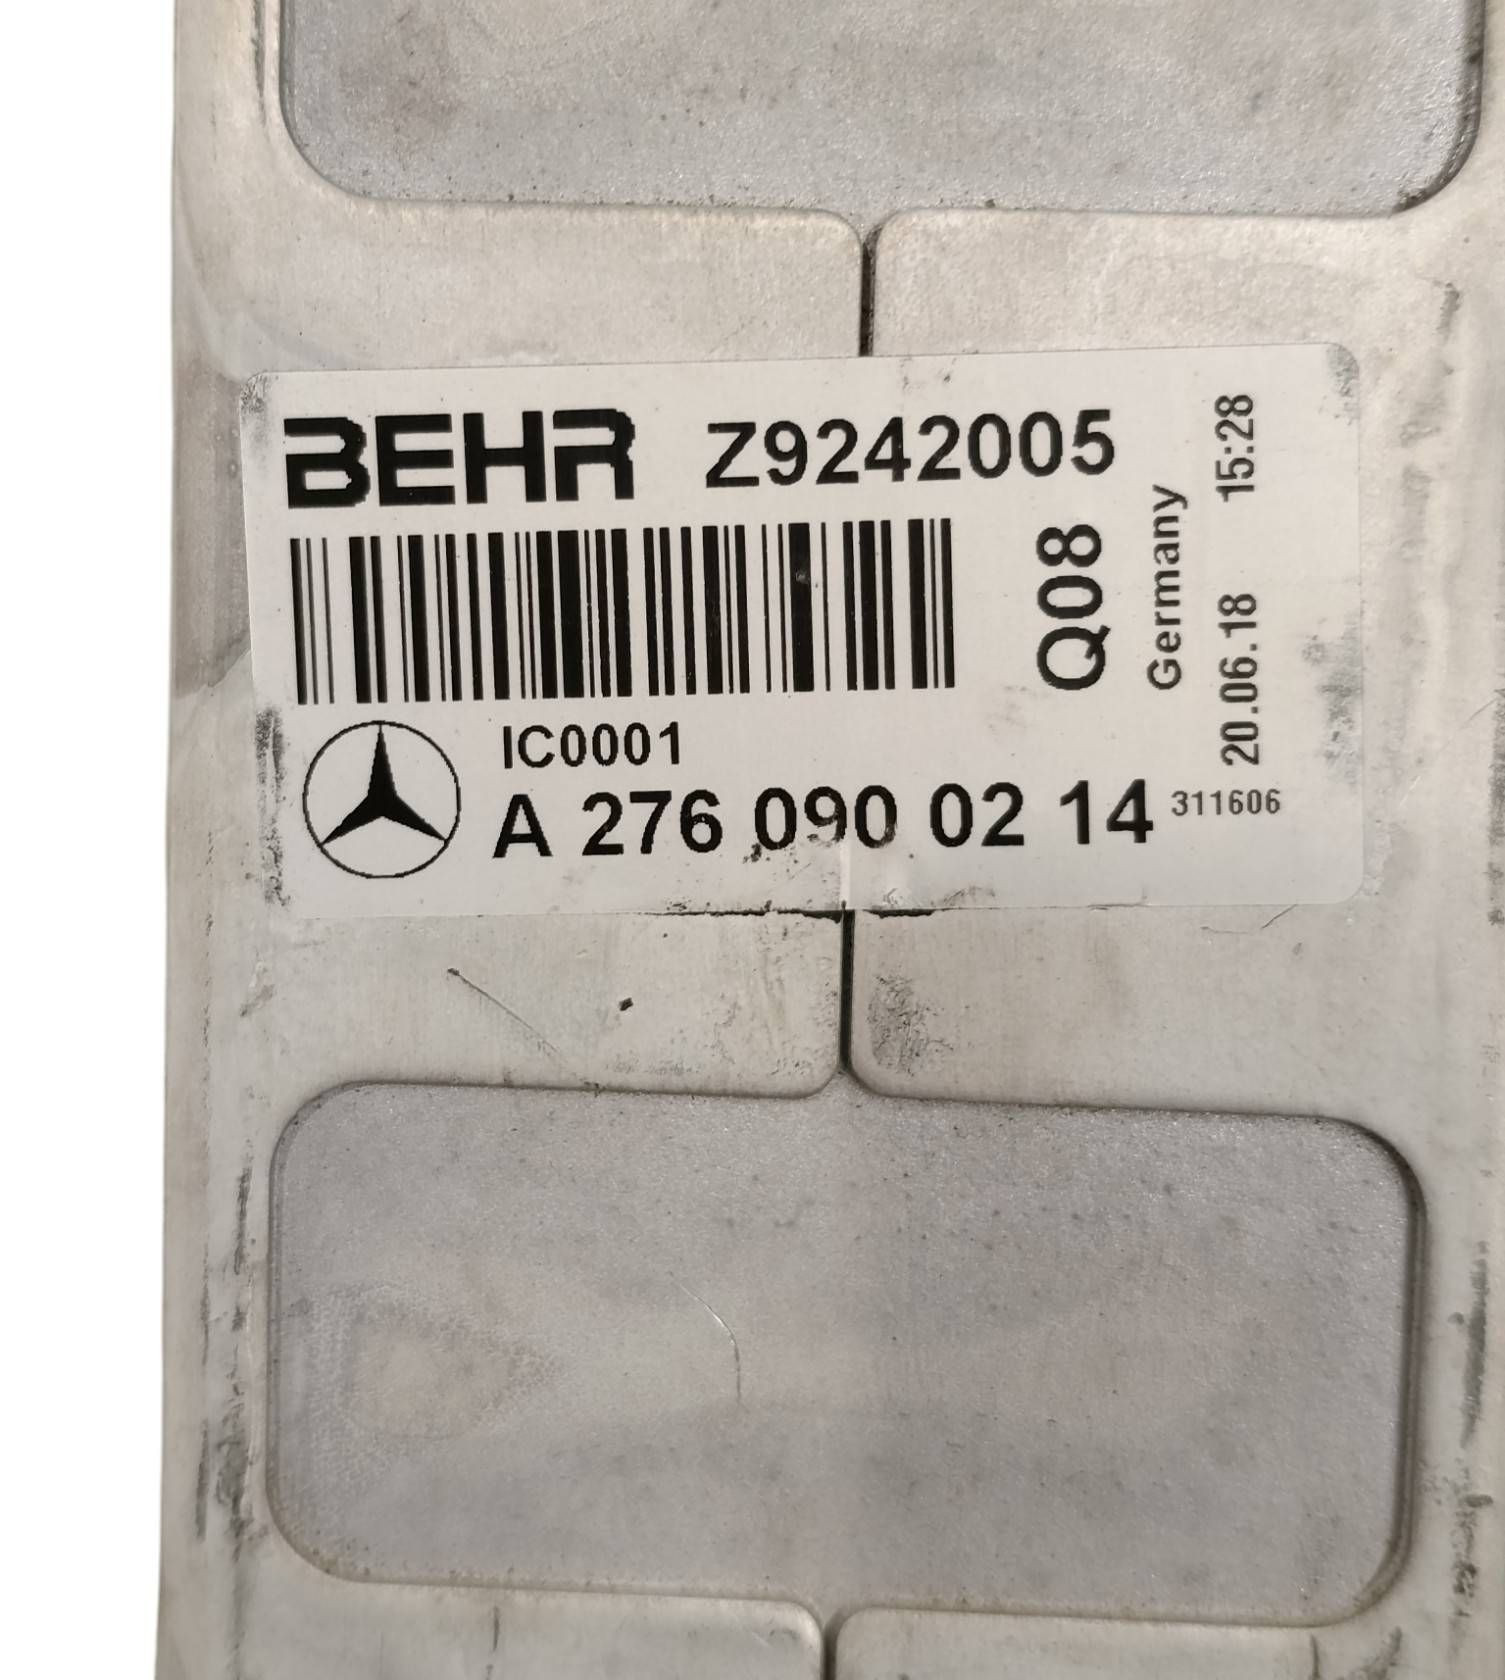 BEHR Z9242005
Q08
Germany
20.06.18 15:28
IC0001
A 276 090 02 14 311606